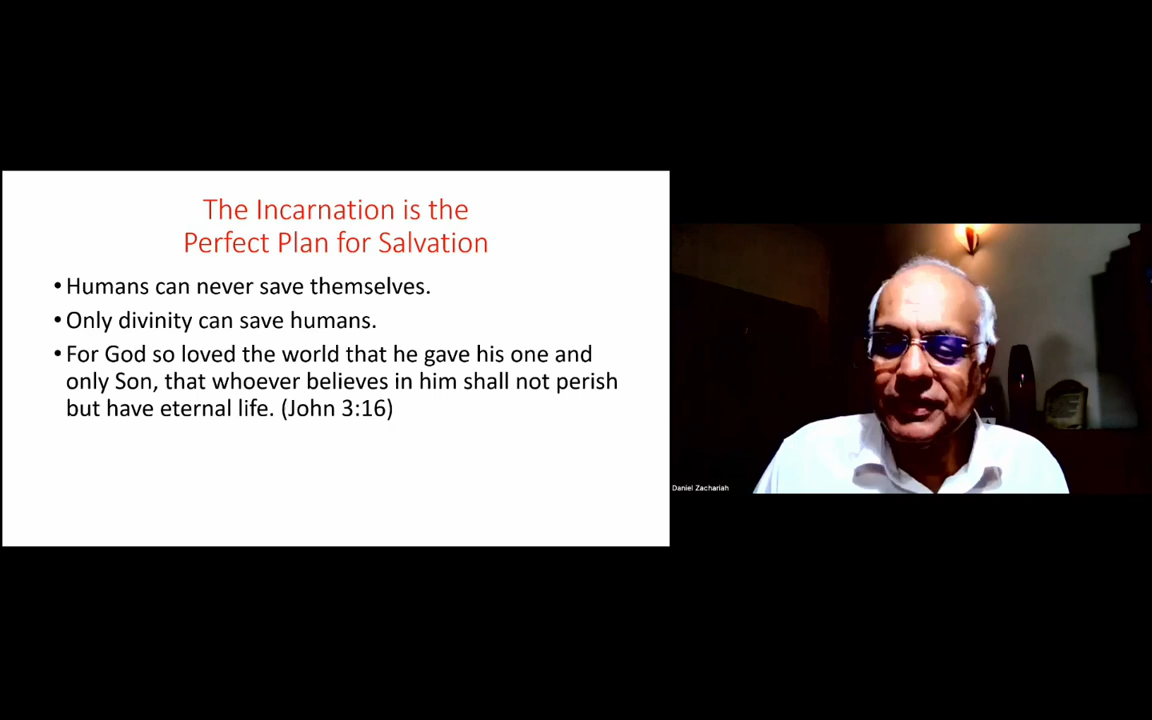 The Incarnation is the
Perfect Plan for Salvation
• Humans can never save themselves.
• Only divinity can save humans.
• For God so loved the world that he gave his one and
only Son, that whoever believes in him shall not perish
but have eternal life. (John 3:16)
Daniel Zachariah